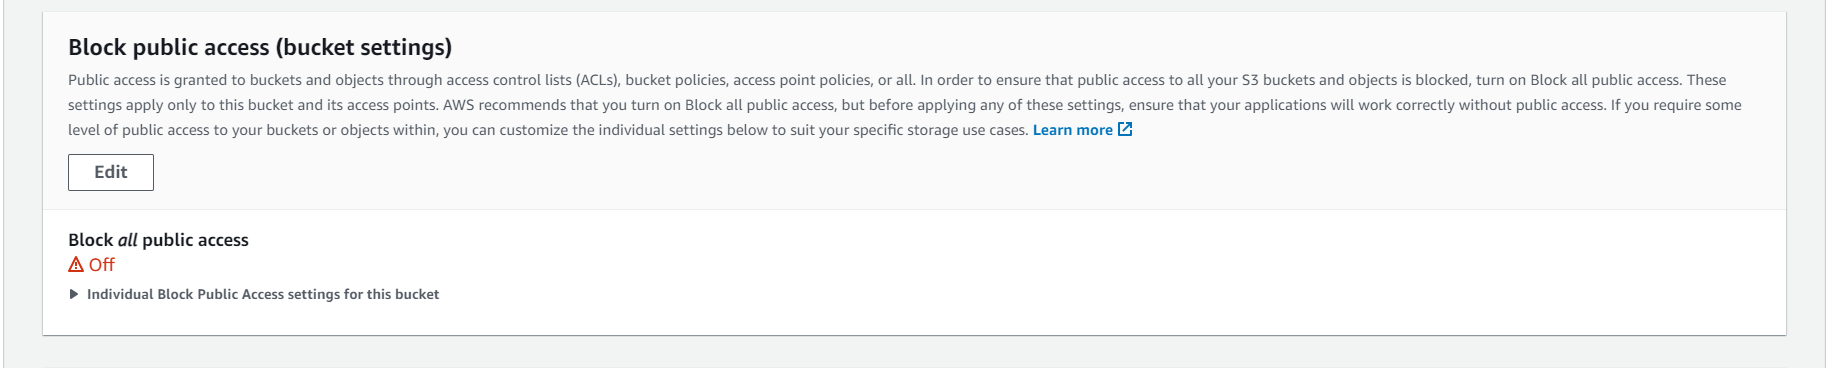 Block public access (bucket settings)
Public access is granted to buckets and objects through access control lists (ACLs), bucket policies, access point policies, or all. In order to ensure that public access to all your S3 buckets and objects is blocked, turn on Block all public access. These
settings apply only to this bucket and its access points. AWS recommends that you turn on Block all public access, but before applying any of these settings, ensure that your applications will work correctly without public access. If you require some
level of public access to your buckets or objects within, you can customize the individual settings below to suit your specific storage use cases. Learn more
Edit
Block all public access
Off
Individual Block Public Access settings for this bucket